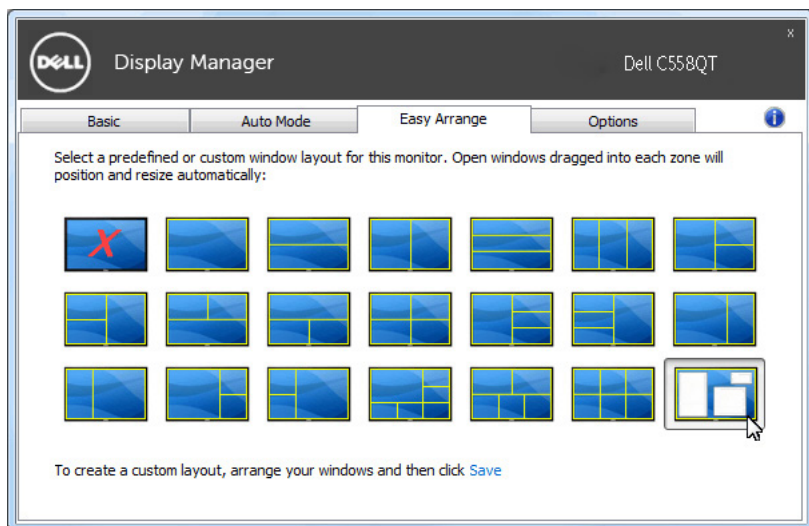 x
DELL
Display Manager
Dell C558QT
Basic
Auto Mode
Easy Arrange
Options
i
Select a predefined or custom window layout for this monitor. Open windows dragged into each zone will
position and resize automatically:
X
To create a custom layout, arrange your windows and then click Save